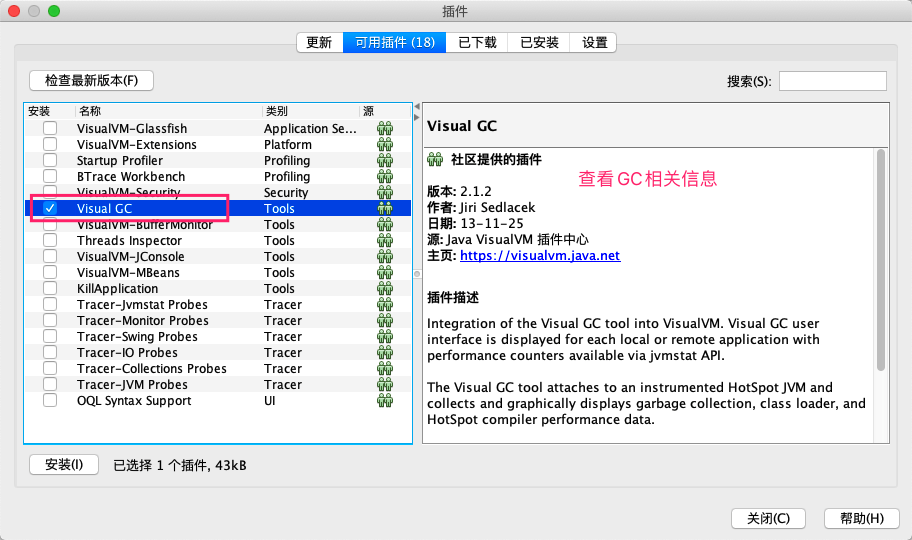 插件
更新 可用插件 (18) 已下载 已安装 设置
检查最新版本(F) 搜索(S):
安装 名称 类别 源
VisualVM-Glassfish Application Se...
VisualVM-Extensions Platform
Startup Profiler Profiling
BTrace Workbench Profiling
VisualVM-Security Security
Visual GC Tools
VisualVM-BufferMonitor Tools
Threads Inspector Tools
VisualVM-JConsole Tools
VisualVM-MBeans Tools
KillApplication Tools
Tracer-Jvmstat Probes Tracer
Tracer-Monitor Probes Tracer
Tracer-Swing Probes Tracer
Tracer-IO Probes Tracer
Tracer-Collections Probes Tracer
Tracer-JVM Probes Tracer
OQL Syntax Support UI
Visual GC
社区提供的插件
查看GC相关信息
版本: 2.1.2
作者: Jiri Sedlacek
日期: 13-11-25
源: Java VisualVM 插件中心
主页: https://visualvm.java.net
插件描述
Integration of the Visual GC tool into VisualVM. Visual GC user
interface is displayed for each local or remote application with
performance counters available via jvmstat API.
The Visual GC tool attaches to an instrumented HotSpot JVM and
collects and graphically displays garbage collection, class loader, and
HotSpot compiler performance data.
安装(I) 已选择 1 个插件, 43kB
关闭(C) 帮助(H)